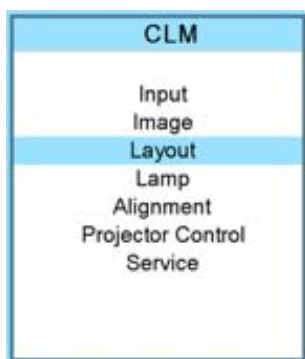 CLM
Input
Image
Layout
Lamp
Alignment
Projector Control
Service